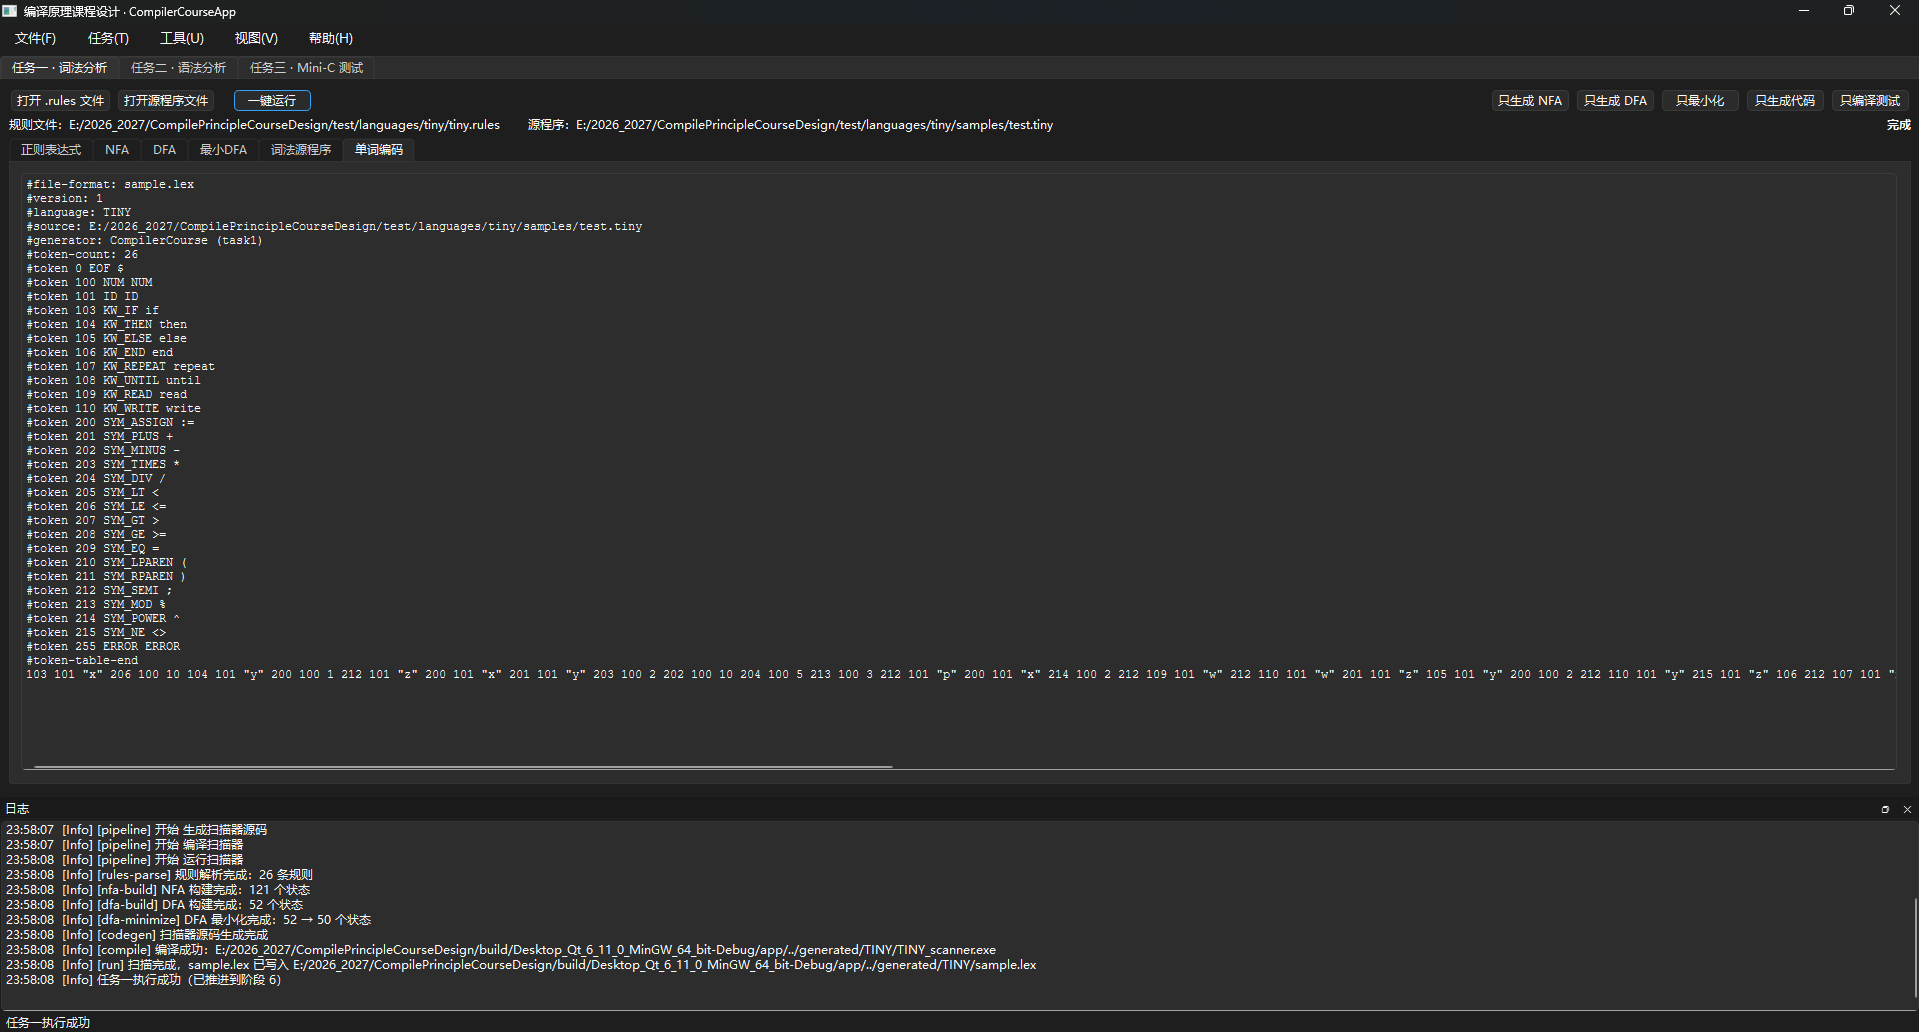 编译原理课程设计 · CompilerCourseApp
文件(F) 任务(T) 工具(U) 视图(V) 帮助(H)
任务一 · 词法分析 任务二 · 语法分析 任务三 · Mini-C 测试
打开 .rules 文件 打开源程序文件 一键运行 只生成 NFA 只生成 DFA 只最小化 只生成代码 只编译测试
规则文件: E:/2026_2027/CompilePrincipleCourseDesign/test/languages/tiny/tiny.rules 源程序: E:/2026_2027/CompilePrincipleCourseDesign/test/languages/tiny/samples/test.tiny 完成
正则表达式 NFA DFA 最小DFA 词法源程序 单词编码
#file-format: sample.lex
#version: 1
#language: TINY
#source: E:/2026_2027/CompilePrincipleCourseDesign/test/languages/tiny/samples/test.tiny
#generator: CompilerCourse (task1)
#token-count: 26
#token 0 EOF $
#token 100 NUM NUM
#token 101 ID ID
#token 103 KW_IF if
#token 104 KW_THEN then
#token 105 KW_ELSE else
#token 106 KW_END end
#token 107 KW_REPEAT repeat
#token 108 KW_UNTIL until
#token 109 KW_READ read
#token 110 KW_WRITE write
#token 200 SYM_ASSIGN :=
#token 201 SYM_PLUS +
#token 202 SYM_MINUS -
#token 203 SYM_TIMES *
#token 204 SYM_DIV /
#token 205 SYM_LT <
#token 206 SYM_LE <=
#token 207 SYM_GT >
#token 208 SYM_GE >=
#token 209 SYM_EQ =
#token 210 SYM_LPAREN (
#token 211 SYM_RPAREN )
#token 212 SYM_SEMI ;
#token 213 SYM_MOD %
#token 214 SYM_POWER ^
#token 215 SYM_NE <>
#token 255 ERROR ERROR
#token-table-end
103 101 "x" 206 100 10 104 101 "y" 200 100 1 212 101 "z" 200 101 "x" 201 101 "y" 203 100 2 202 100 10 204 100 5 213 100 3 212 101 "p" 200 101 "x" 214 100 2 212 109 101 "w" 212 110 101 "w" 201 101 "z" 105 101 "y" 200 100 2 212 110 101 "y" 215 101 "z" 106 212 107 101
日志
23:58:07 [Info] [pipeline] 开始 生成扫描器源码
23:58:07 [Info] [pipeline] 开始 编译扫描器
23:58:08 [Info] [pipeline] 开始 运行扫描器
23:58:08 [Info] [rules-parse] 规则解析完成: 26 条规则
23:58:08 [Info] [nfa-build] NFA 构建完成: 121 个状态
23:58:08 [Info] [dfa-build] DFA 构建完成: 52 个状态
23:58:08 [Info] [dfa-minimize] DFA 最小化完成: 52 → 50 个状态
23:58:08 [Info] [codegen] 扫描器源码生成完成
23:58:08 [Info] [compile] 编译成功: E:/2026_2027/CompilePrincipleCourseDesign/build/Desktop_Qt_6_11_0_MinGW_64_bit-Debug/app/../generated/TINY/TINY_scanner.exe
23:58:08 [Info] [run] 扫描完成，sample.lex 已写入 E:/2026_2027/CompilePrincipleCourseDesign/build/Desktop_Qt_6_11_0_MinGW_64_bit-Debug/app/../generated/TINY/sample.lex
23:58:08 [Info] 任务一执行成功（已推进到阶段 6）
任务一执行成功